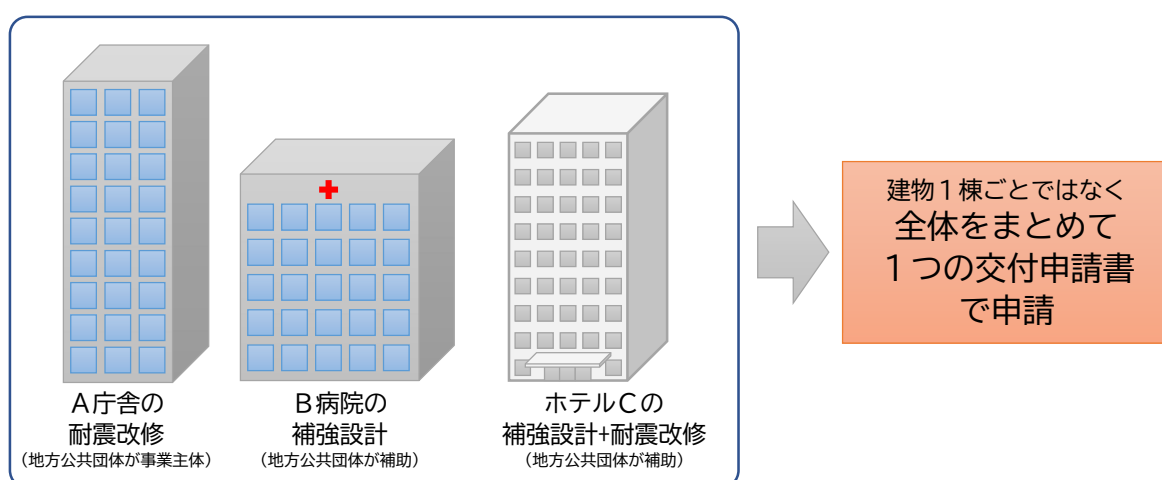 A庁舎の
耐震改修
（地方公共団体が事業主体）
B病院の
補強設計
（地方公共団体が補助）
ホテルCの
補強設計+耐震改修
（地方公共団体が補助）
建物１棟ごとではなく
全体をまとめて
１つの交付申請書
で申請